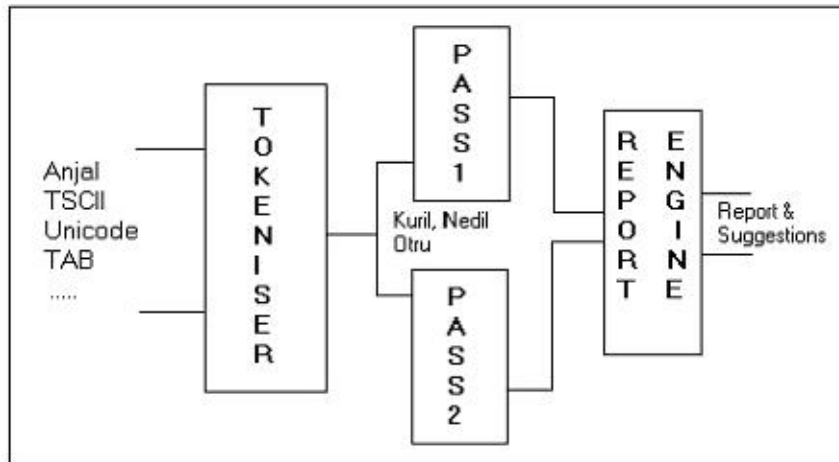 Anjal
TSCII
Unicode
TAB
.....
TOKENISER
PASS1
Kuril, Nedil
Otru
PASS2
REPORT
ENGINE
Report &
Suggestions